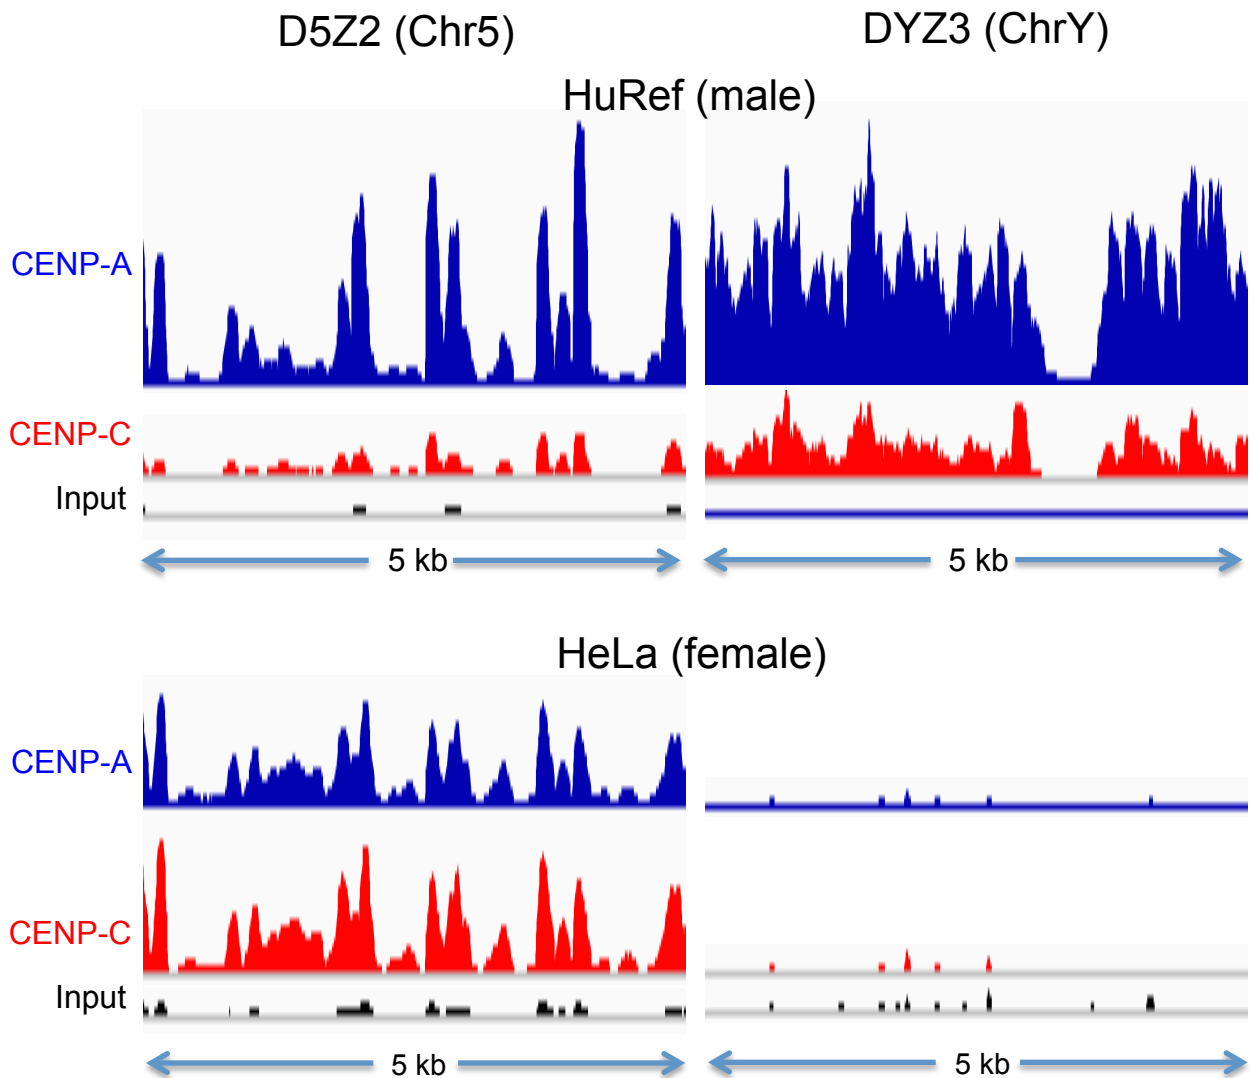 D5Z2 (Chr5)
DYZ3 (ChrY)
HuRef (male)
CENP-A
CENP-C
Input
5 kb
5 kb
HeLa (female)
CENP-A
CENP-C
Input
5 kb
5 kb